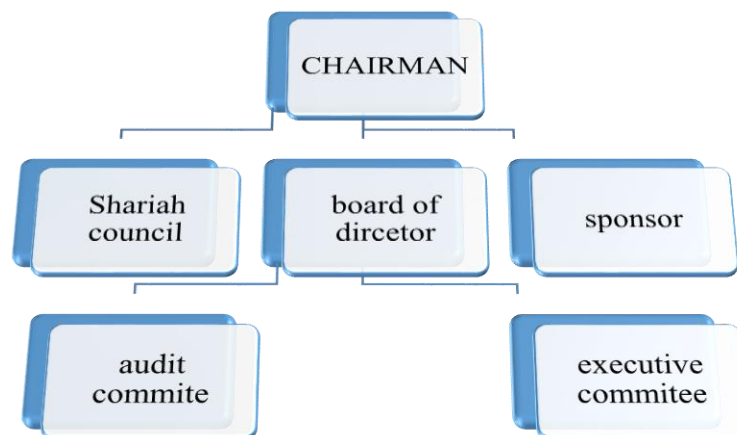 CHAIRMAN
Shariah
council
board of
dircetor
sponsor
audit
commite
executive
commitee